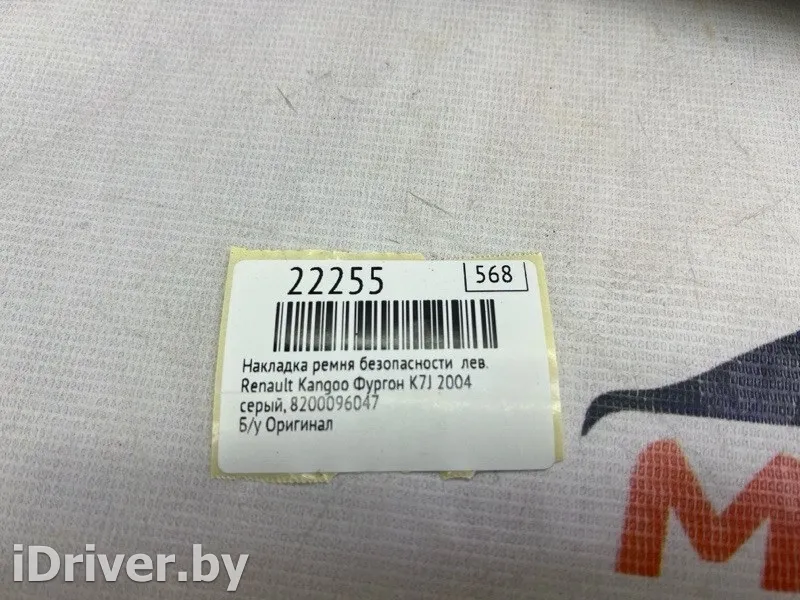 22255
568
Накладка ремня безопасности лев.
Renault Kangoo Фургон K7J 2004
серый, 8200096047
Б/у Оригинал
M
iDriver.by